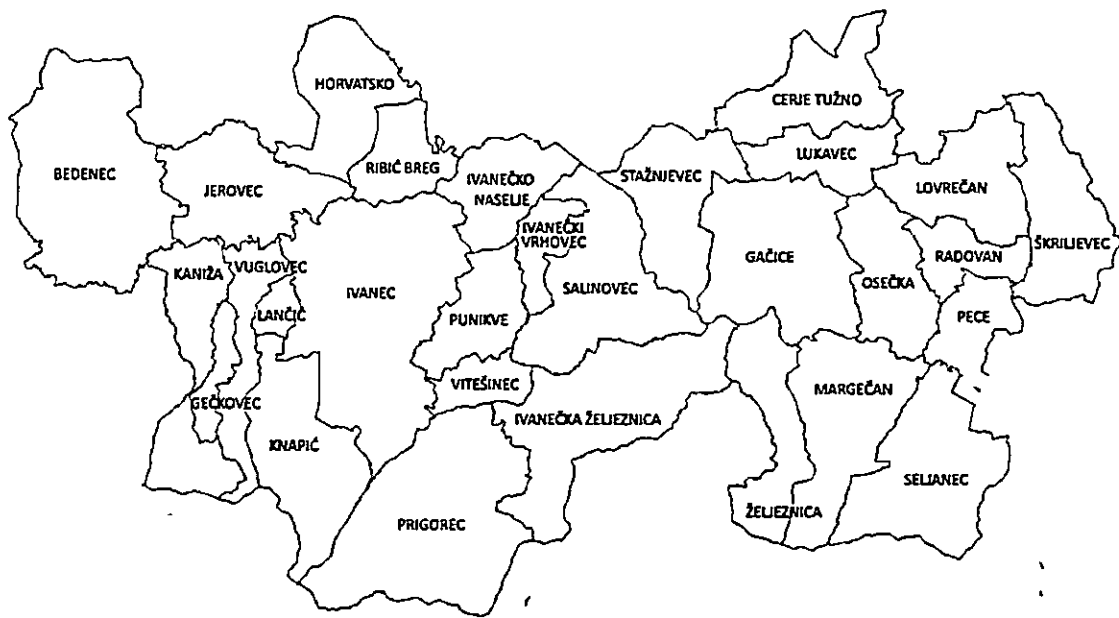 HORVATSKO
CERJE TUŽNO
BEDENEC
JEROVEC
RIBIĆ BREG
IVANEČKO
NASELJE
STAŽNJEVEC
LUKAVEC
LOVREČAN
KANIŽA
VUGLOVEC
IVANEČKI
VRHOVEC
GAČICE
RADOVAN
ŠKRILJEVEC
IVANEC
SALINOVEC
OSEČKA
LANČIĆ
PUNIKVE
PECE
VITEŠINEC
MARGEČAN
GEČKOVEC
IVANEČKA ŽELJEZNICA
KNAPIĆ
SELJANEC
PRIGOREC
ŽELJEZNICA